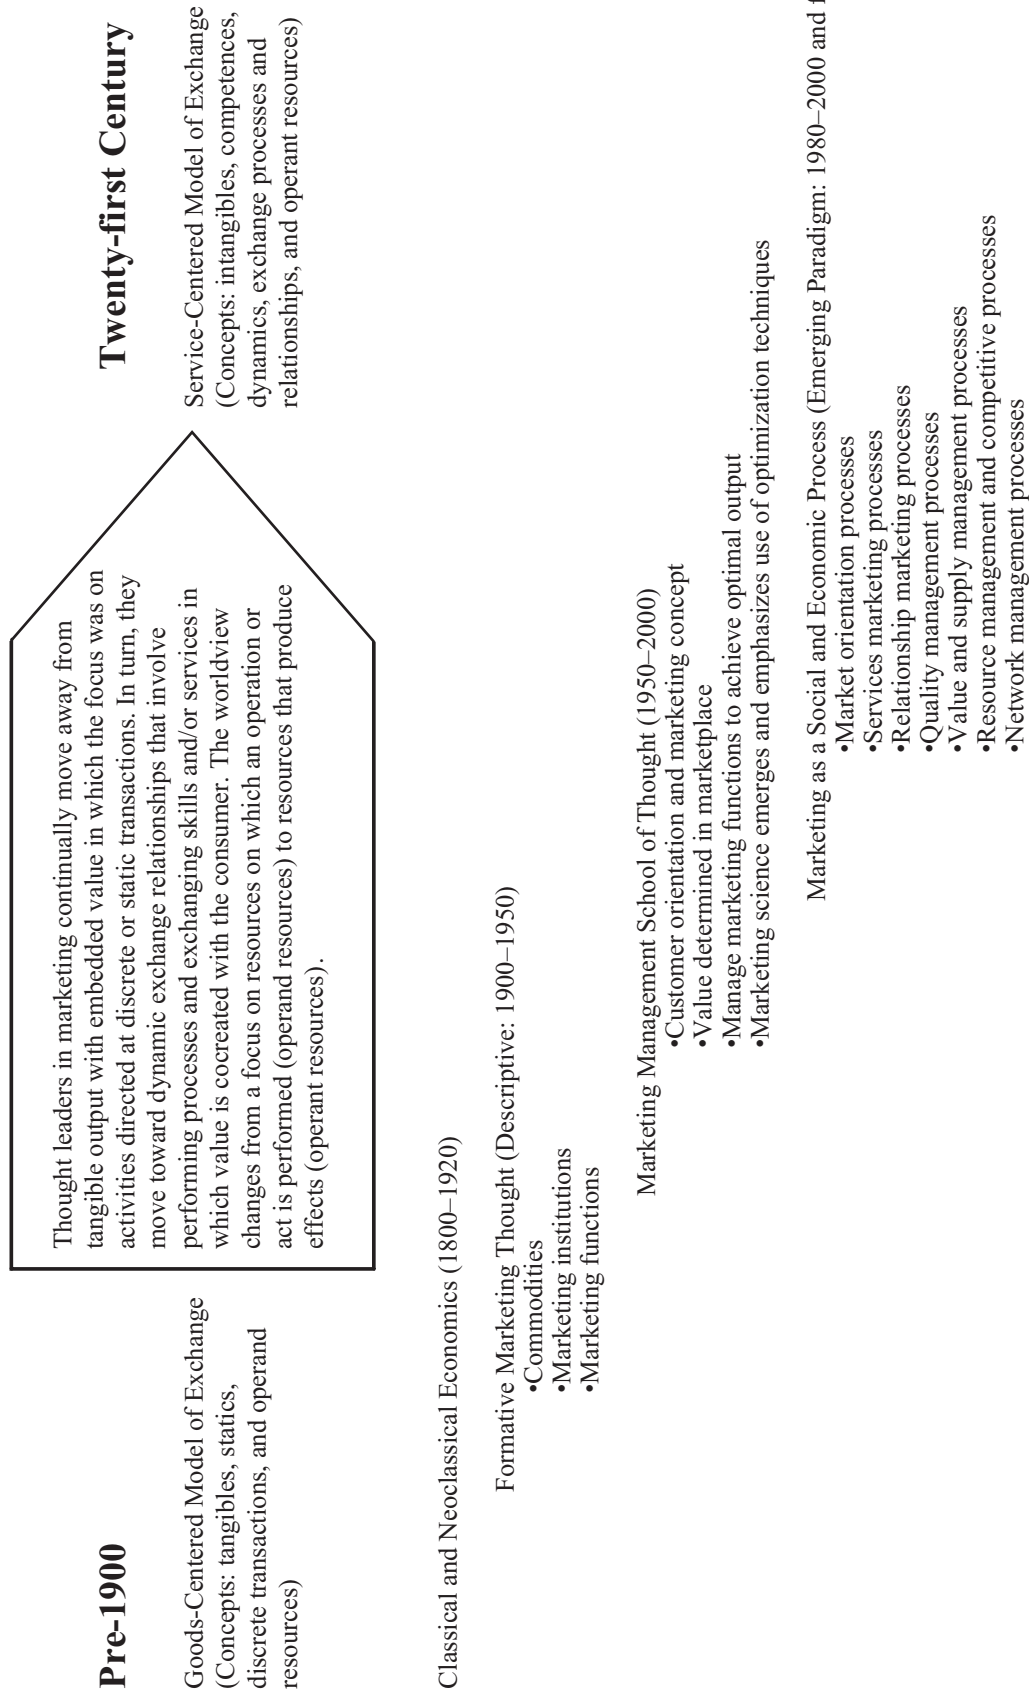 Pre-1900
Goods-Centered Model of Exchange
(Concepts: tangibles, statics,
discrete transactions, and operand
resources)
Thought leaders in marketing continually move away from
tangible output with embedded value in which the focus was on
activities directed at discrete or static transactions. In turn, they
move toward dynamic exchange relationships that involve
performing processes and exchanging skills and/or services in
which value is cocreated with the consumer. The worldview
changes from a focus on resources on which an operation or
act is performed (operand resources) to resources that produce
effects (operant resources).
Twenty-first Century
Service-Centered Model of Exchange
(Concepts: intangibles, competences,
dynamics, exchange processes and
relationships, and operant resources)
Classical and Neoclassical Economics (1800–1920)
Formative Marketing Thought (Descriptive: 1900–1950)
•Commodities
•Marketing institutions
•Marketing functions
Marketing Management School of Thought (1950–2000)
•Customer orientation and marketing concept
•Value determined in marketplace
•Manage marketing functions to achieve optimal output
•Marketing science emerges and emphasizes use of optimization techniques
Marketing as a Social and Economic Process (Emerging Paradigm: 1980–2000 and
•Market orientation processes
•Services marketing processes
•Relationship marketing processes
•Quality management processes
•Value and supply management processes
•Resource management and competitive processes
•Network management processes